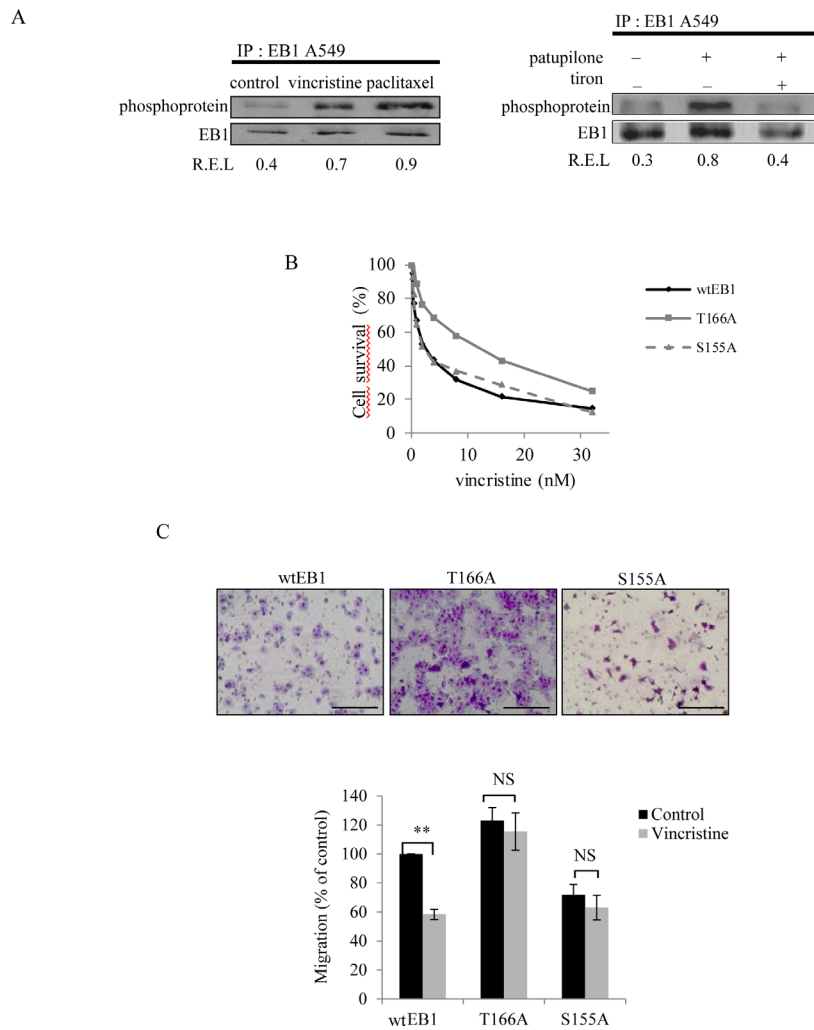 A
IP : EB1 A549
control vincristine paclitaxel
phosphoprotein
EB1
R.E.L 0.4 0.7 0.9
IP : EB1 A549
patupilone – + +
tiron – – +
phosphoprotein
EB1
R.E.L 0.3 0.8 0.4
B
Cell survival (%)
100
80
60
40
20
0
0 10 20 30
vincristine (nM)
wtEB1
T166A
S155A
C
wtEB1 T166A S155A
Migration (% of control)
140
120
100
80
60
40
20
0
**
NS
NS
Control
Vincristine
wtEB1 T166A S155A